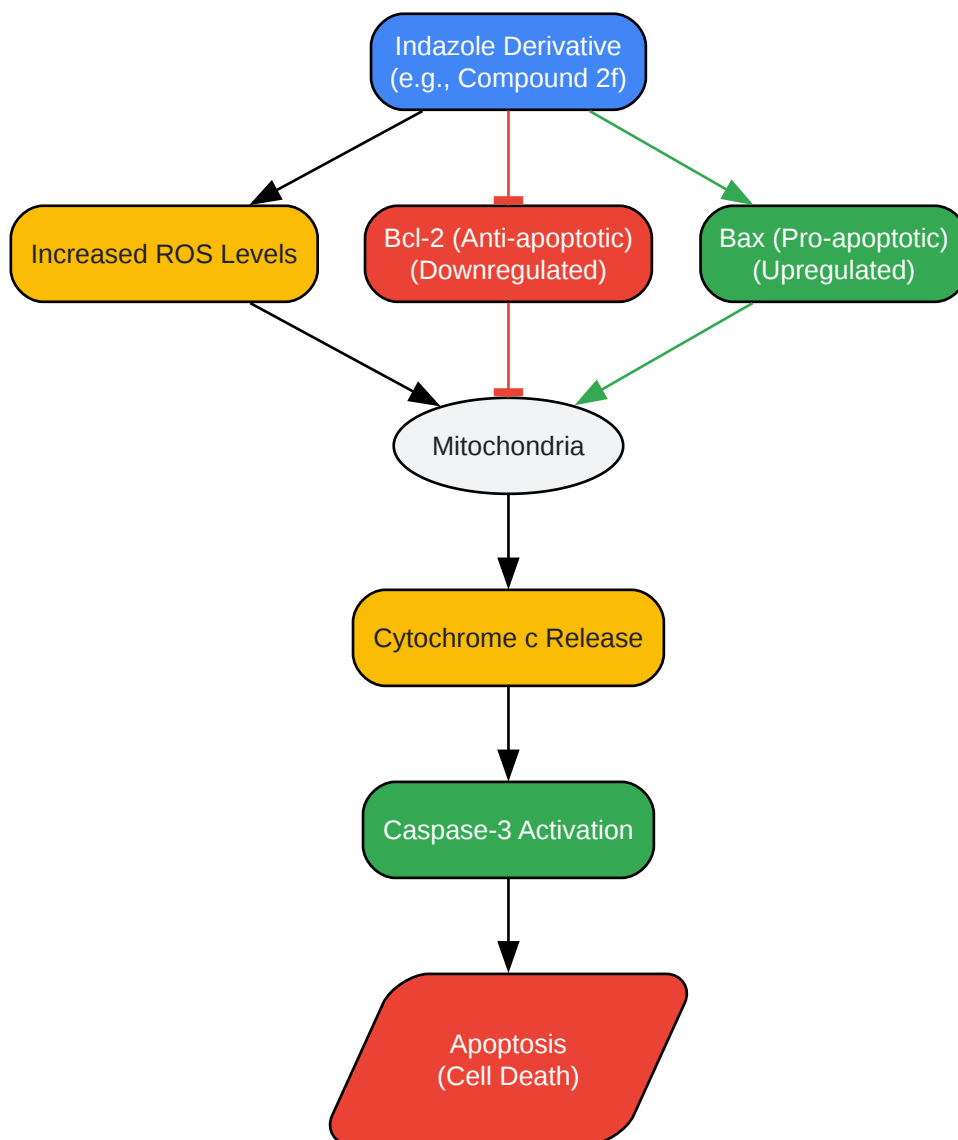 Indazole Derivative
(e.g., Compound 2f)
Increased ROS Levels
Bcl-2 (Anti-apoptotic)
(Downregulated)
Bax (Pro-apoptotic)
(Upregulated)
Mitochondria
Cytochrome c Release
Caspase-3 Activation
Apoptosis
(Cell Death)